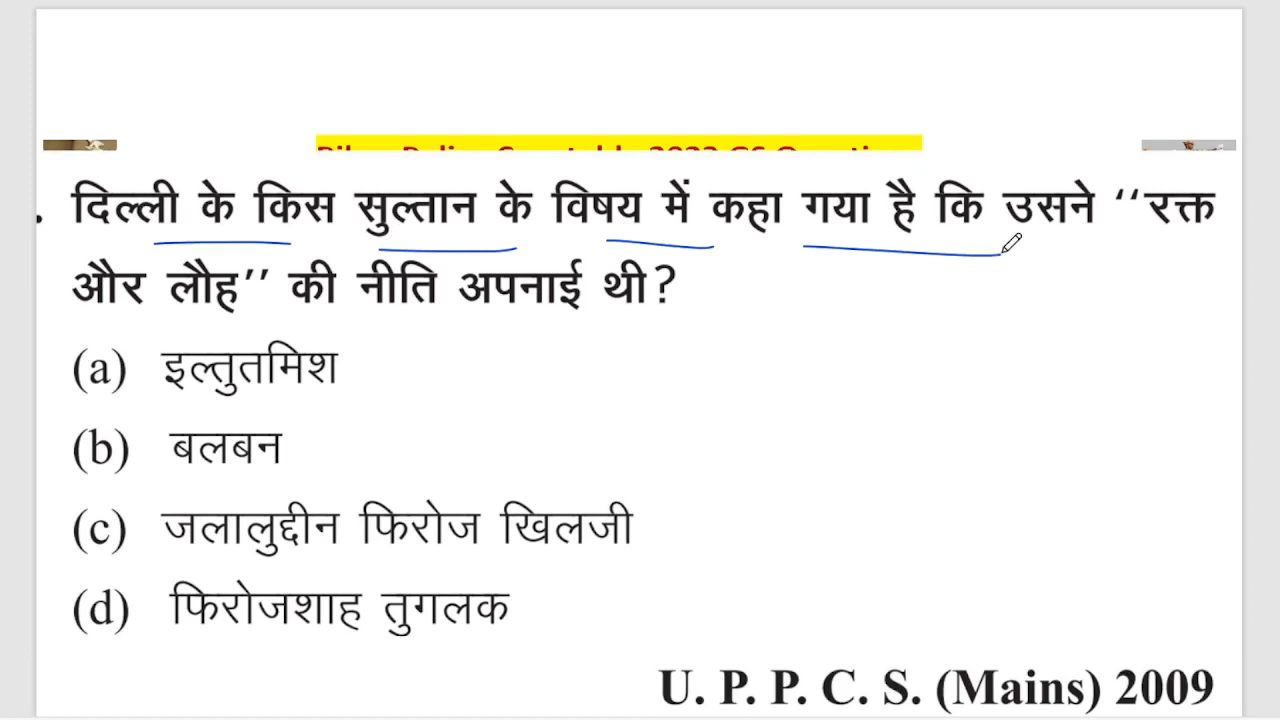 . दिल्ली के किस सुल्तान के विषय में कहा गया है कि उसने ‘‘रक्त
और लौह’’ की नीति अपनाई थी?
(a) इल्तुतमिश
(b) बलबन
(c) जलालुद्दीन फिरोज खिलजी
(d) फिरोजशाह तुगलक
U. P. P. C. S. (Mains) 2009